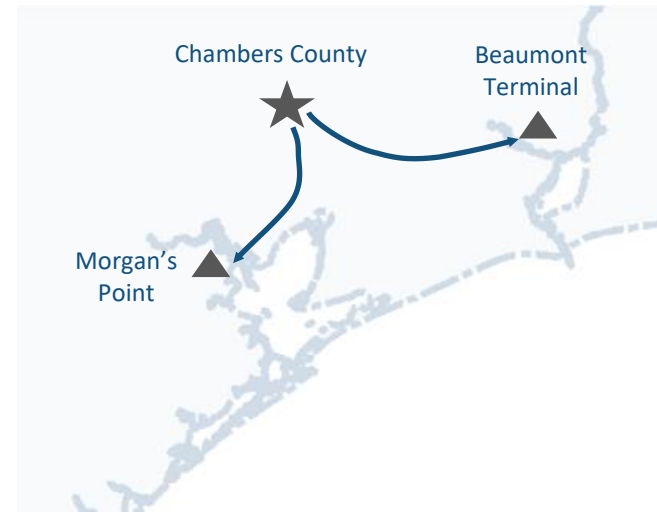 Chambers County
Beaumont
Terminal
Morgan's
Point